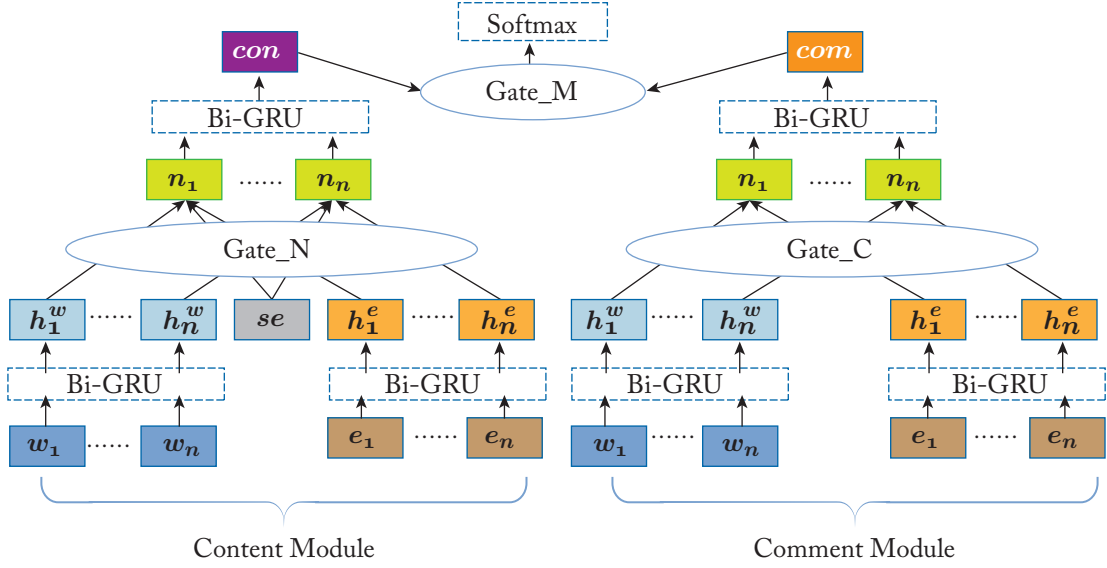 Softmax
con
com
Gate_M
Bi-GRU
Bi-GRU
n₁ ...... nₙ
n₁ ...... nₙ
Gate_N
Gate_C
h₁ʷ ...... hₙʷ se h₁ᵉ ...... hₙᵉ
h₁ʷ ...... hₙʷ h₁ᵉ ...... hₙᵉ
Bi-GRU
Bi-GRU
Bi-GRU
Bi-GRU
w₁ ...... wₙ e₁ ...... eₙ
w₁ ...... wₙ e₁ ...... eₙ
Content Module
Comment Module